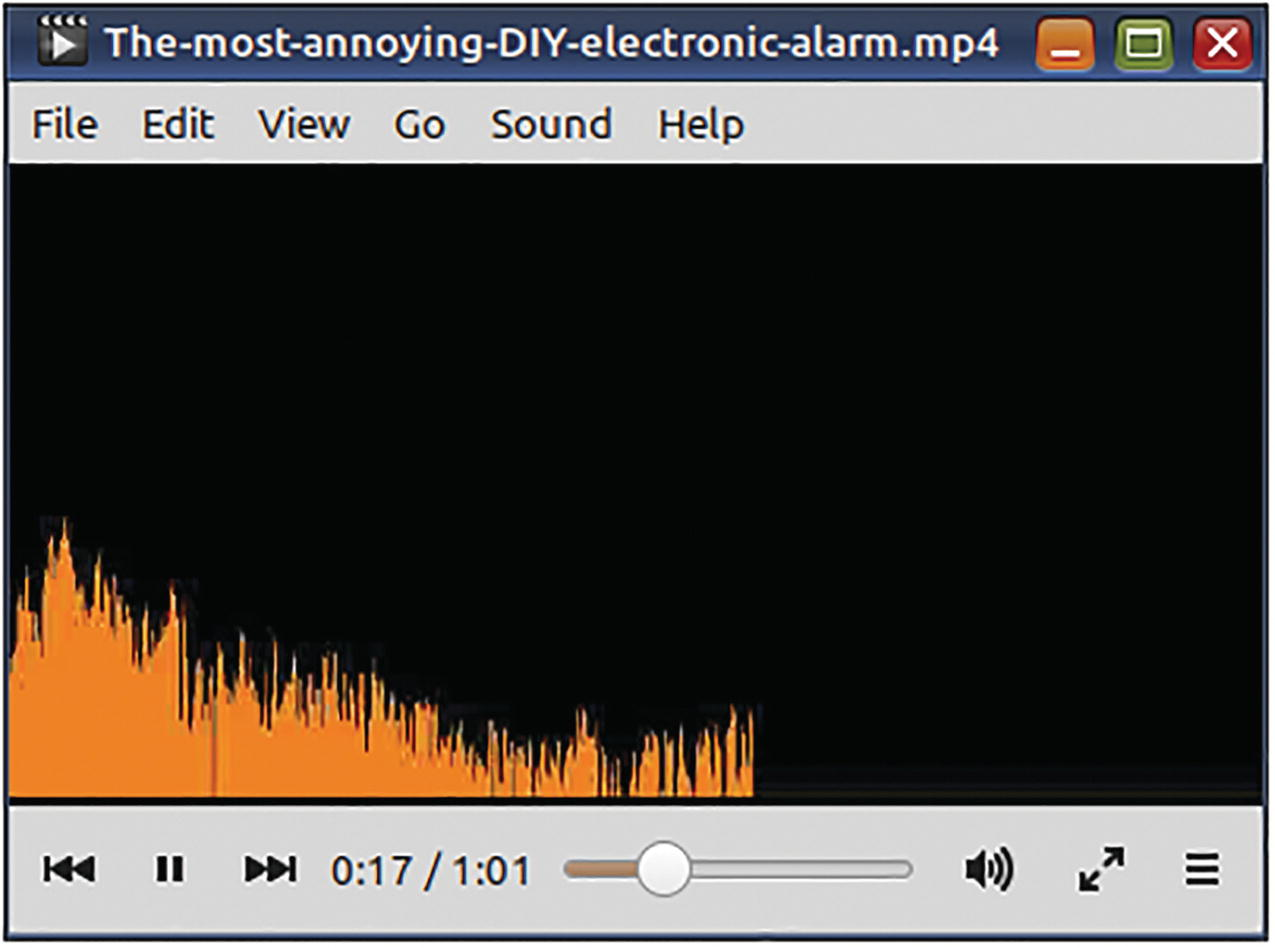 The-most-annoying-DIY-electronic-alarm.mp4
File Edit View Go Sound Help
0:17 / 1:01